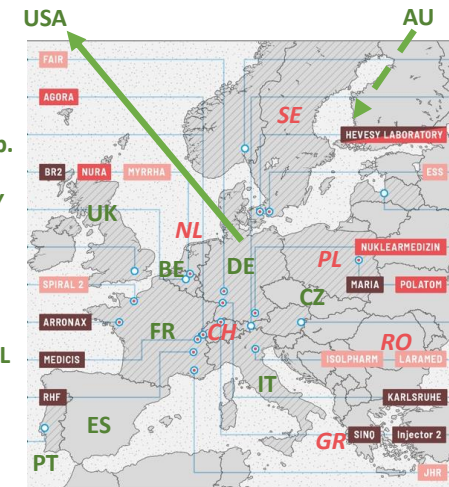 USA
AU
FAIR
AGORA
SE
b.
HEVESY LABORATORY
BR2 NURA MYRRHA
ESS
Y
UK
NL
NUKLEARMEDIZIN
BE DE PL
SPIRAL 2
MARIA POLATOM
CZ
ARRONAX
FR CH RO
L
MEDICIS
ISOLPHARM LARAMED
IT
RHF
KARLSRUHE
ES
SINQ Injector 2
GR
PT
JHR